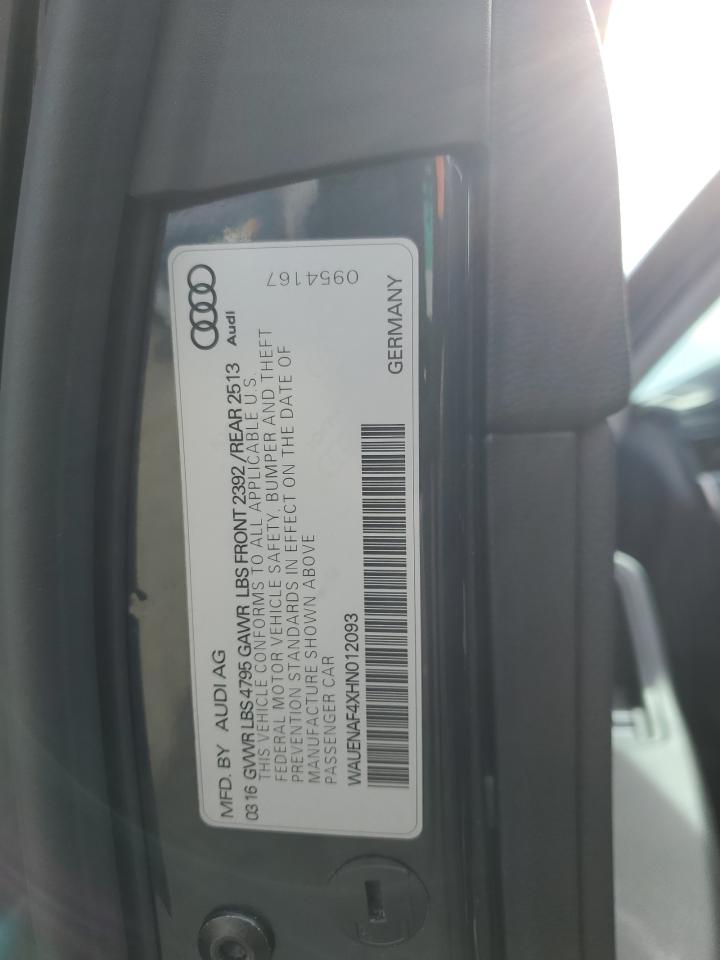 MFD. BY AUDI AG
03 16 GVWR LBS 4795 GAWR LBS FRONT 2392 / REAR 2513
THIS VEHICLE CONFORMS TO ALL APPLICABLE U.S.
FEDERAL MOTOR VEHICLE SAFETY, BUMPER AND THEFT
PREVENTION STANDARDS IN EFFECT ON THE DATE OF
MANUFACTURE SHOWN ABOVE
PASSENGER CAR
WAUENAF4XHN012093
GERMANY
Audi
0954167